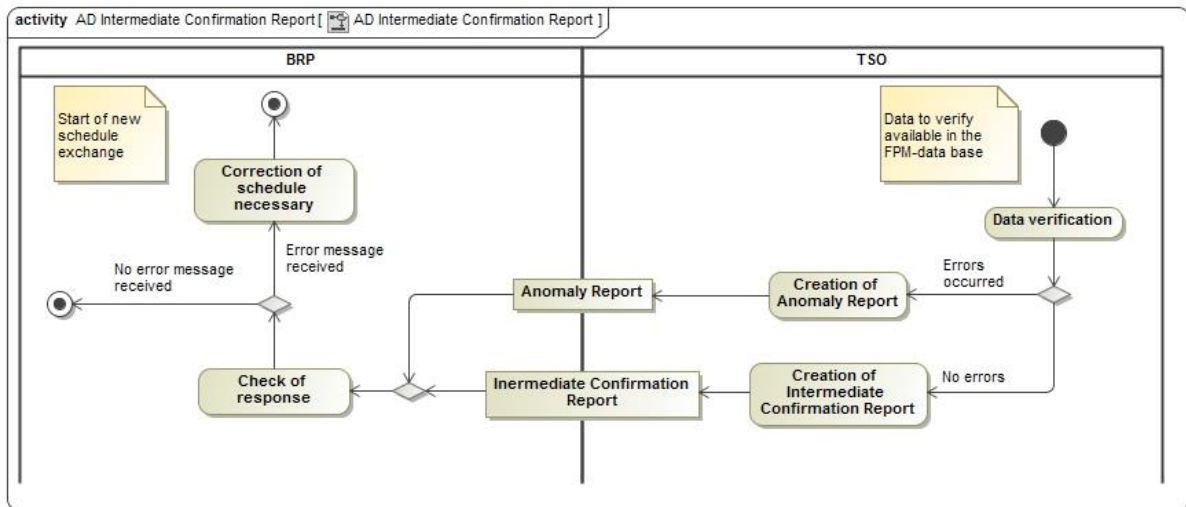 activity AD Intermediate Confirmation Report [ AD Intermediate Confirmation Report ]
BRP
TSO
Start of new
schedule
exchange
Data to verify
available in the
FPM-data base
Correction of
schedule
necessary
Data verification
Error message
received
No error message
received
Errors
occurred
Anomaly Report
Creation of
Anomaly Report
Check of
response
Inermediate Confirmation
Report
Creation of
Intermediate
Confirmation Report
No errors